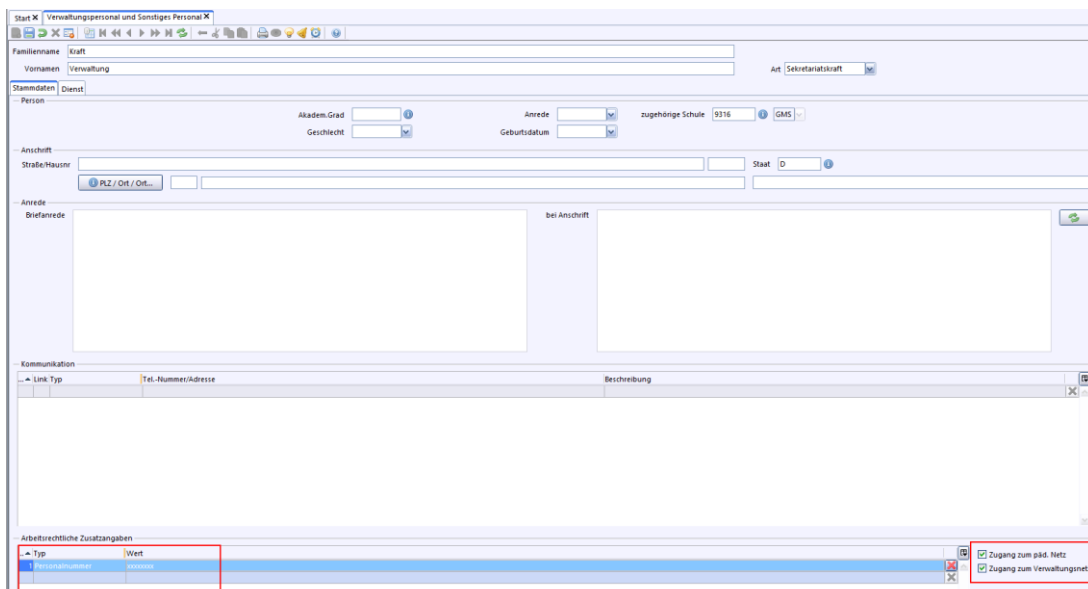 Start X Verwaltungspersonal und Sonstiges Personal X
Familienname Kraft
Vornamen Verwaltung Art Sekretariatskraft
Stammdaten Dienst
Person
Akadem.Grad Anrede zugehörige Schule 9316 GMS
Geschlecht Geburtsdatum
Anschrift
Straße/Hausnr Staat D
PLZ / Ort / Ort...
Anrede
Briefanrede bei Anschrift
Kommunikation
... Link Typ Tel.-Nummer/Adresse Beschreibung
Arbeitsrechtliche Zusatzangaben
... Typ Wert Zugang zum päd. Netz
1 Personalnummer xxxxxxxx Zugang zum Verwaltungsnet